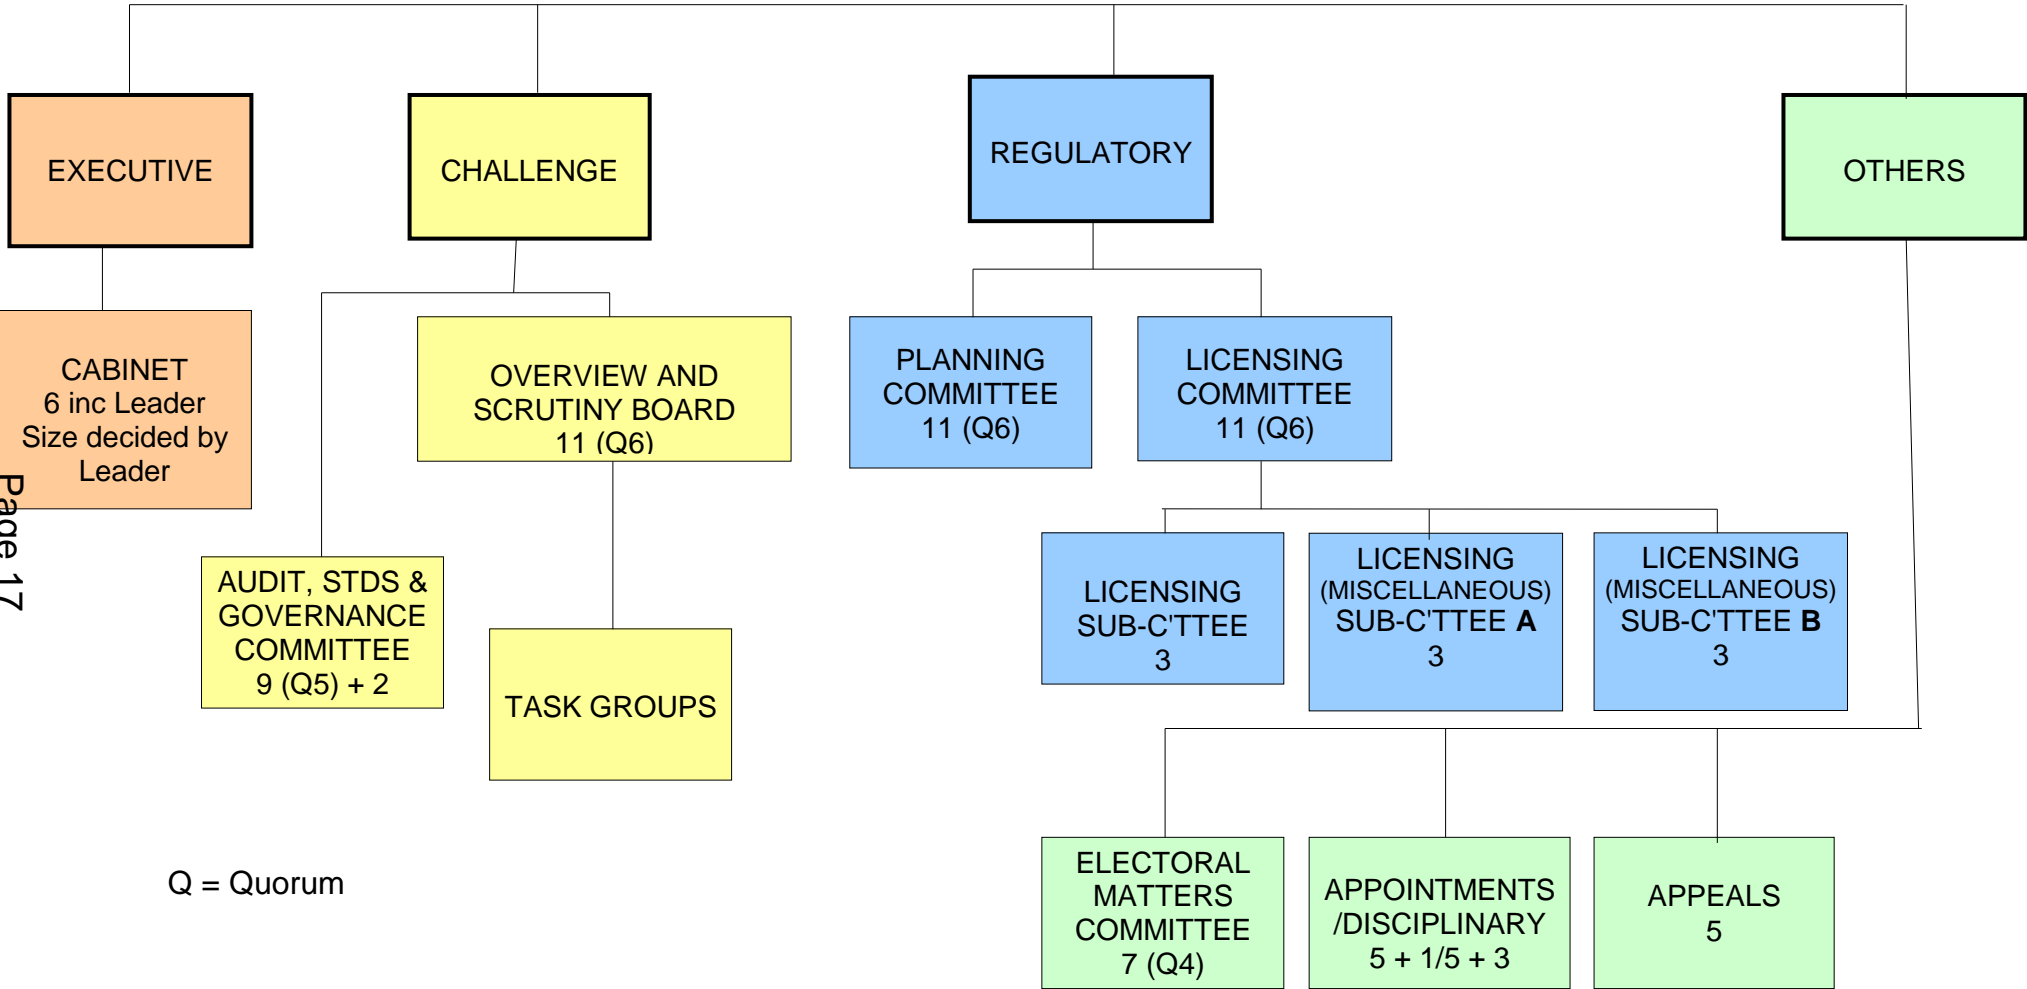 EXECUTIVE
CHALLENGE
REGULATORY
OTHERS
CABINET
6 inc Leader
Size decided by
Leader
OVERVIEW AND
SCRUTINY BOARD
11 (Q6)
PLANNING
COMMITTEE
11 (Q6)
LICENSING
COMMITTEE
11 (Q6)
AUDIT, STDS &
GOVERNANCE
COMMITTEE
9 (Q5) + 2
TASK GROUPS
LICENSING
SUB-C'TTEE
3
LICENSING
(MISCELLANEOUS)
SUB-C'TTEE A
3
LICENSING
(MISCELLANEOUS)
SUB-C'TTEE B
3
ELECTORAL
MATTERS
COMMITTEE
7 (Q4)
APPOINTMENTS
/DISCIPLINARY
5 + 1/5 + 3
APPEALS
5
Q = Quorum
Page 17